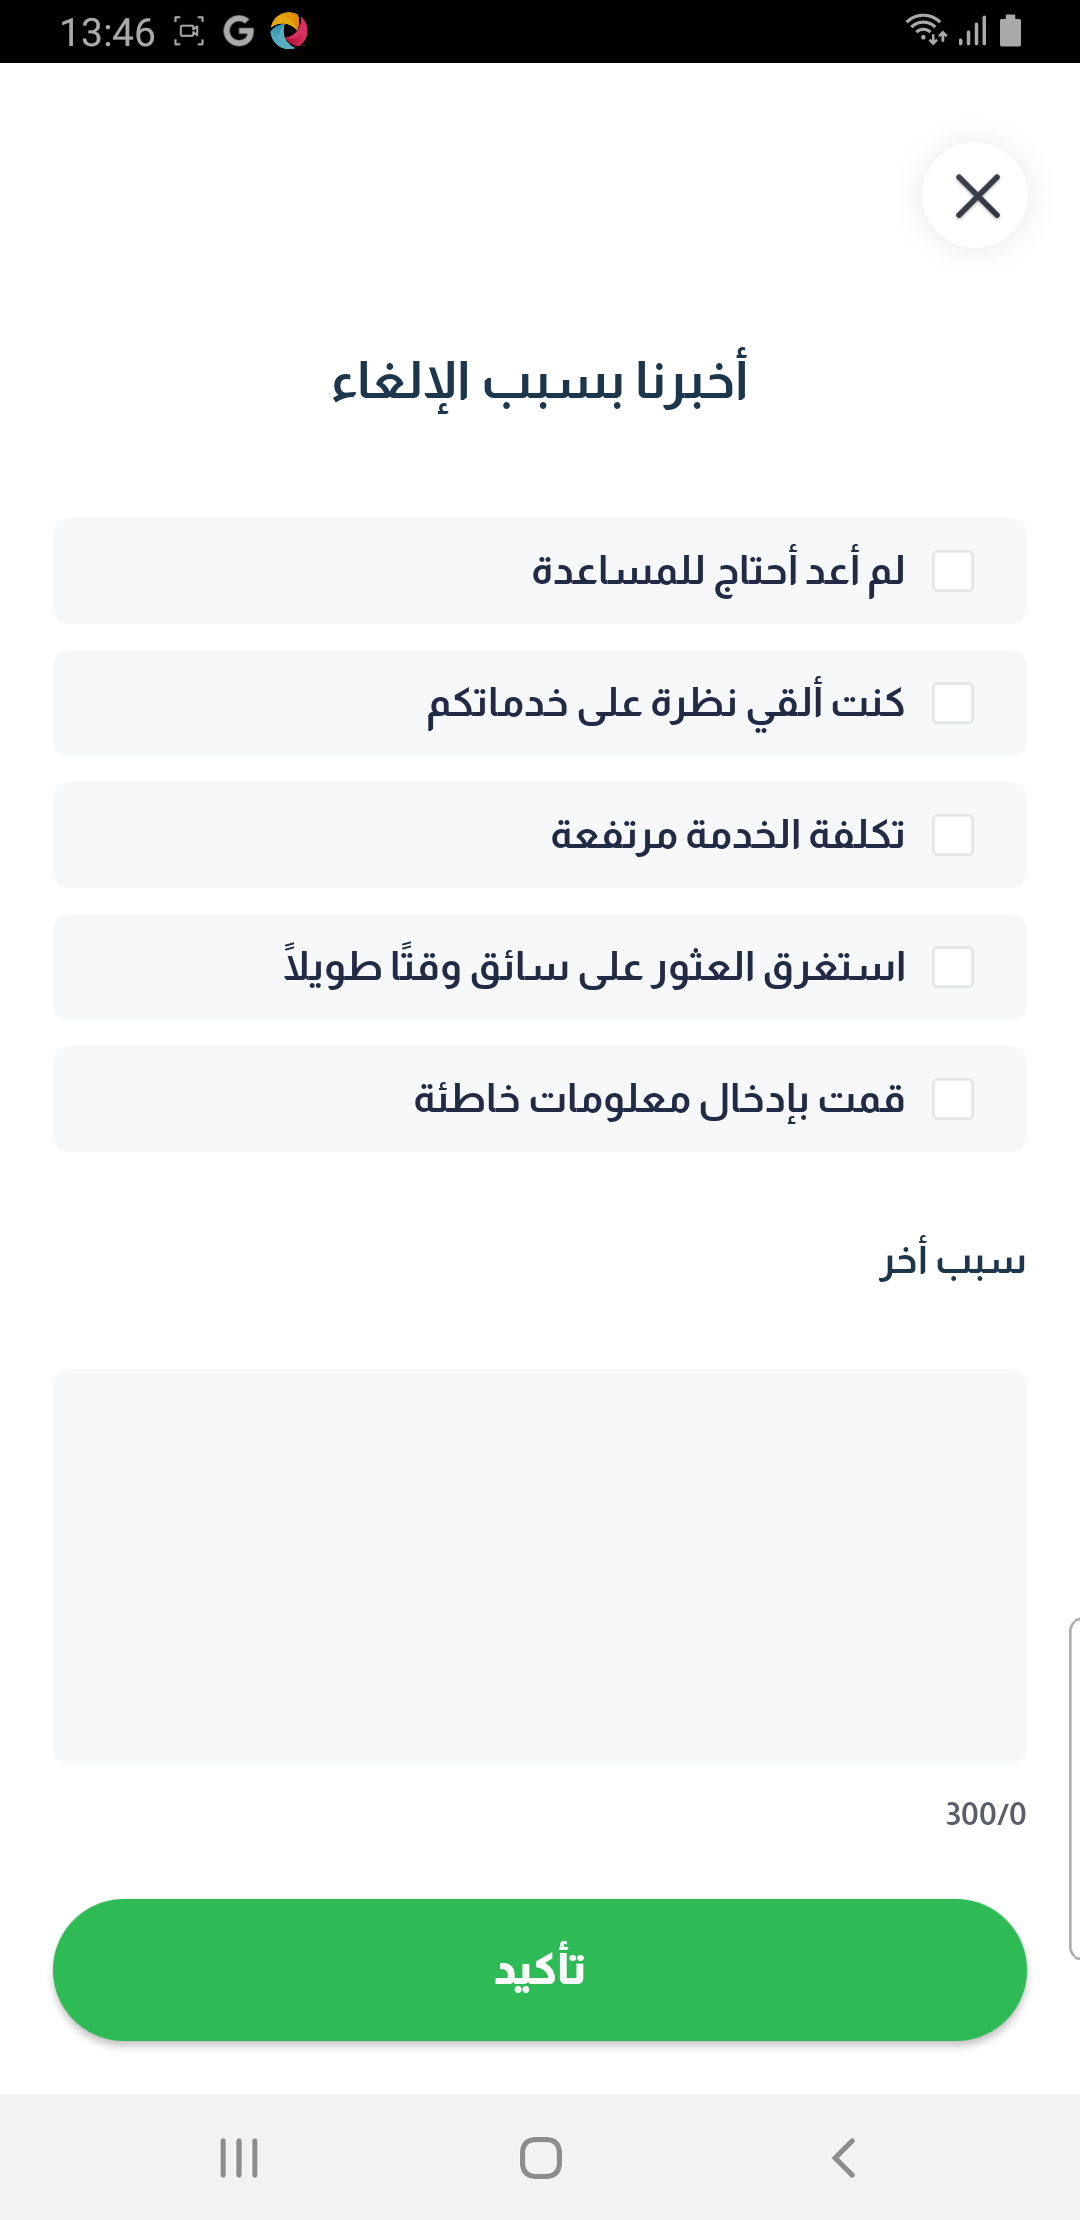 13:46
أخبرنا بسبب الإلغاء
لم أعد أحتاج للمساعدة
كنت ألقي نظرة على خدماتكم
تكلفة الخدمة مرتفعة
استغرق العثور على سائق وقتًا طويلاً
قمت بإدخال معلومات خاطئة
سبب أخر
300/0
تأكيد